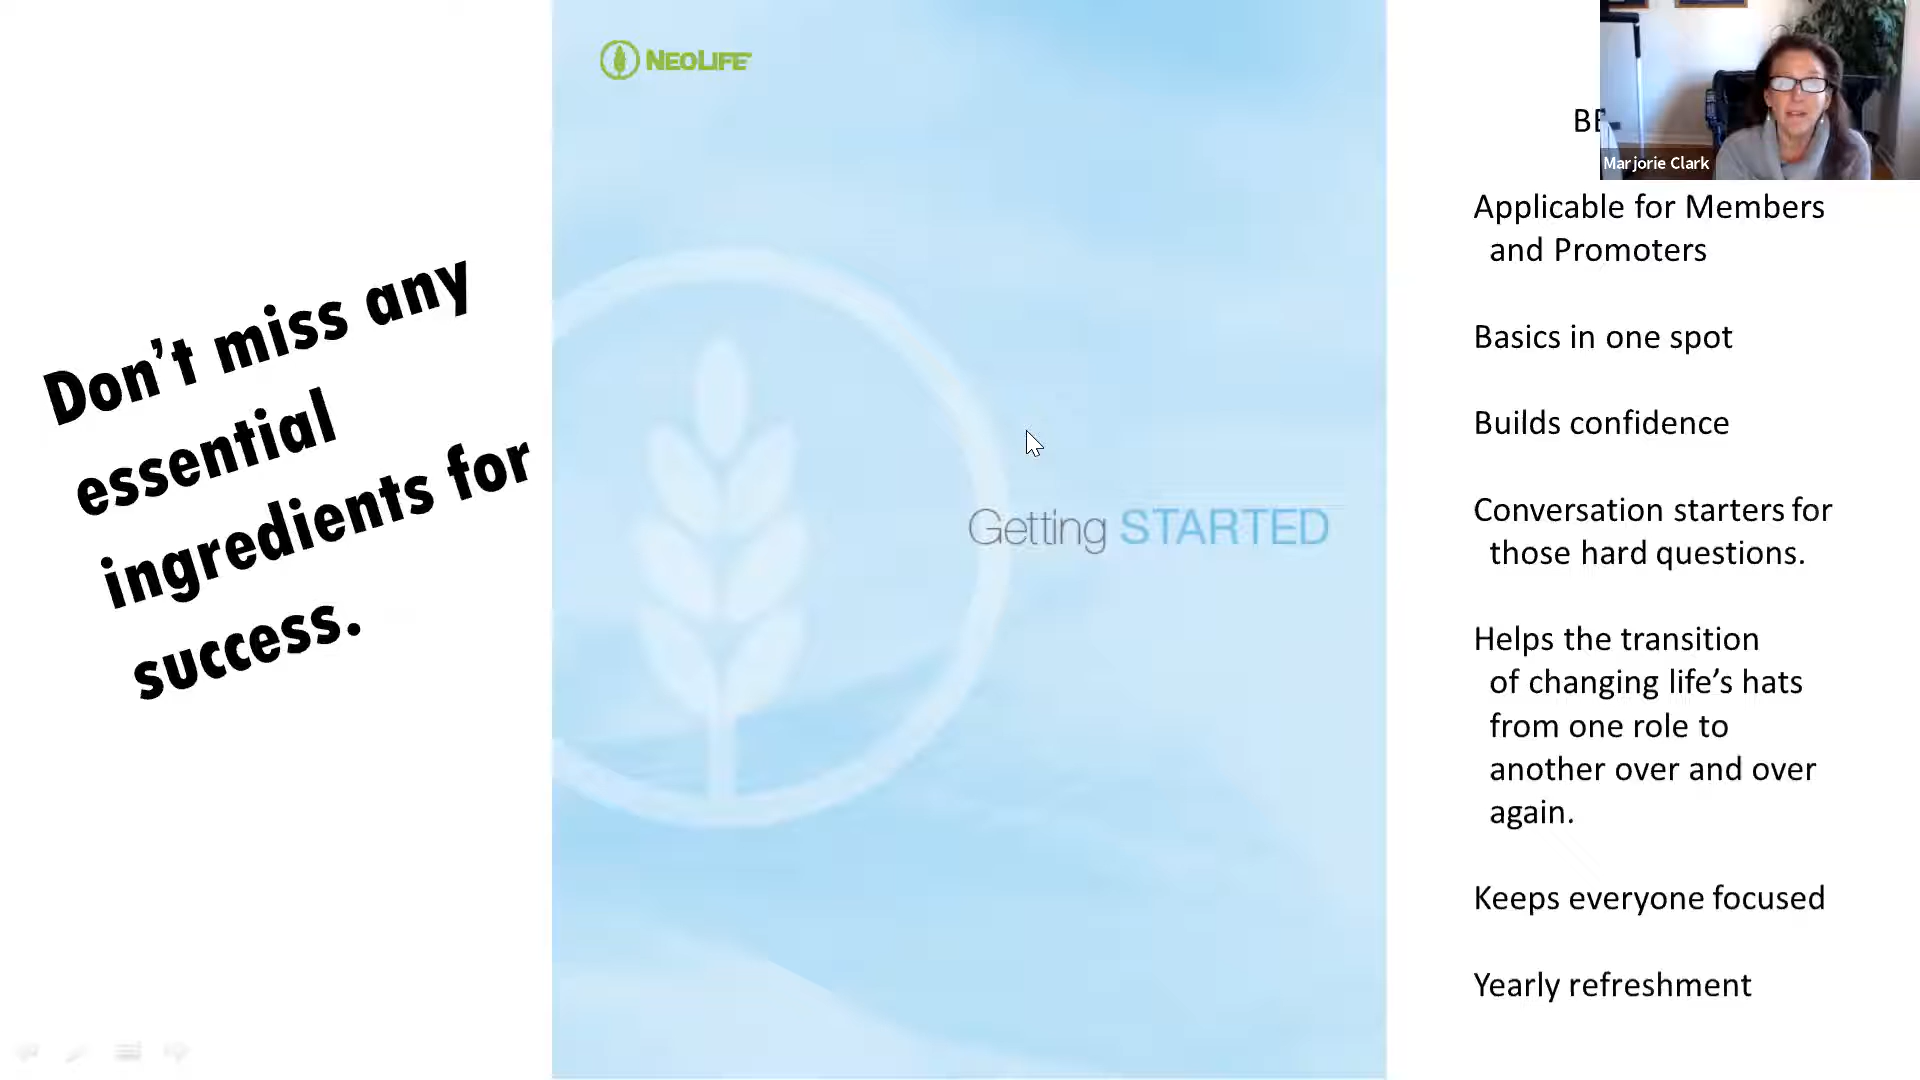 Don't miss any
essential
ingredients for
success.
NEOLIFE
Getting STARTED
Marjorie Clark
Applicable for Members
and Promoters
Basics in one spot
Builds confidence
Conversation starters for
those hard questions.
Helps the transition
of changing life's hats
from one role to
another over and over
again.
Keeps everyone focused
Yearly refreshment